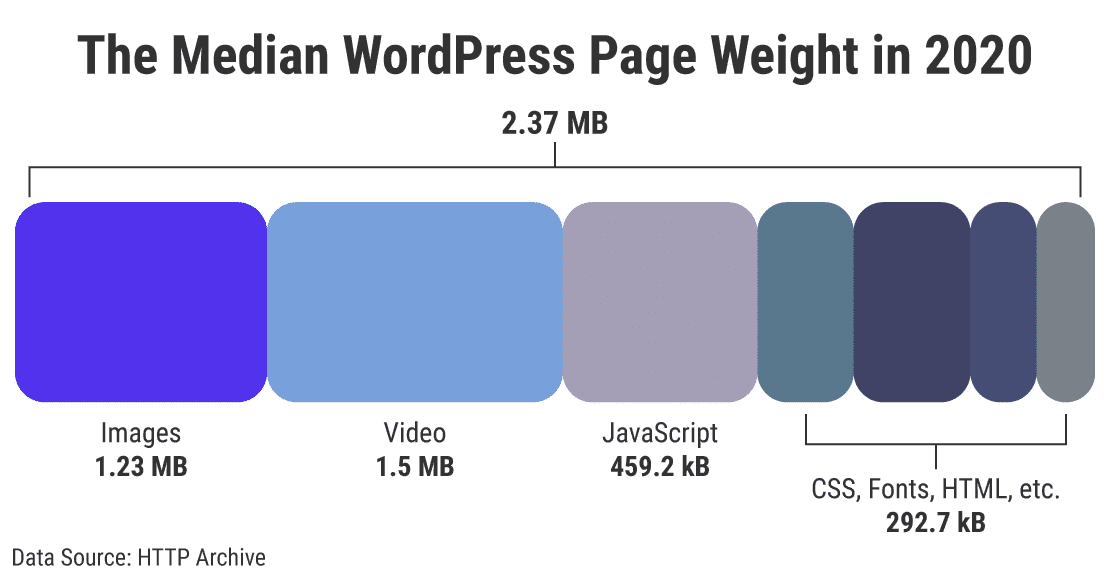 The Median WordPress Page Weight in 2020
2.37 MB
Images
1.23 MB
Video
1.5 MB
JavaScript
459.2 kB
CSS, Fonts, HTML, etc.
292.7 kB
Data Source: HTTP Archive